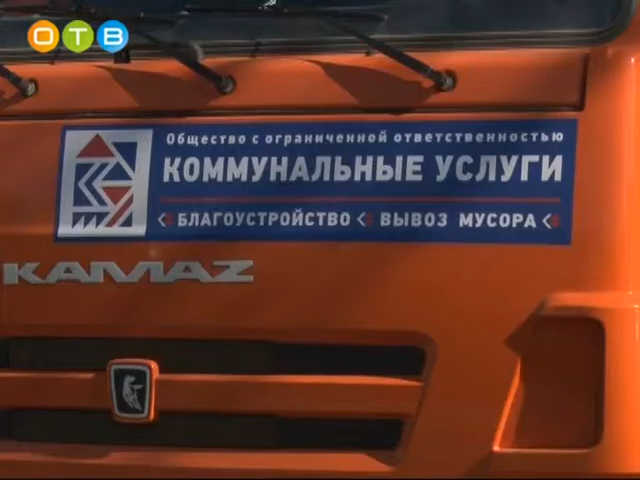 ОТВ
Общество с ограниченной ответственностью
КОММУНАЛЬНЫЕ УСЛУГИ
БЛАГОУСТРОЙСТВО ВЫВОЗ МУСОРА
KAMAZ